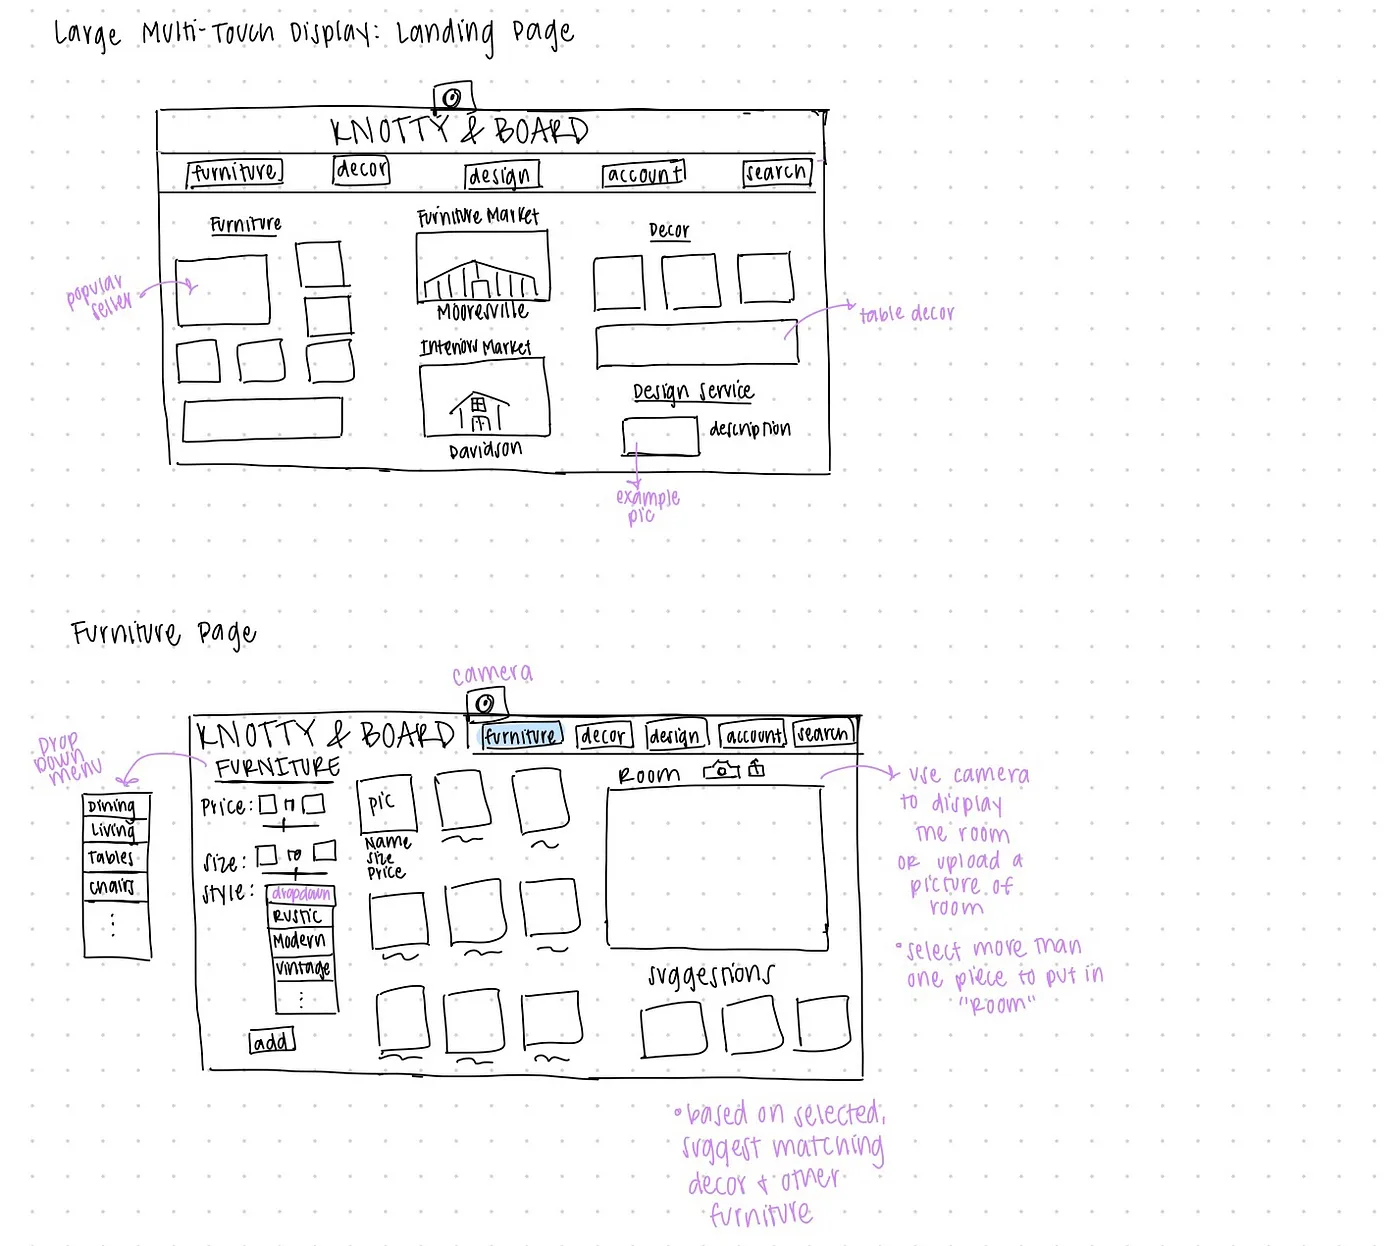 Large Multi-Touch Display: Landing Page
KNOTTY & BOARD
furniture
decor
design
account
search
Furniture
popular
seller
Furniture Market
Mooresville
Interior Market
Davidson
Decor
table decor
Design Service
description
example
pic
Furniture Page
camera
KNOTTY & BOARD
furniture
decor
design
account
search
Drop
Down
menu
Dining
Living
Tables
Chairs
FURNITURE
Price:
Size:
to
Style:
dropdown
Rustic
Modern
Vintage
add
pic
Name
Size
Price
Room
use camera
to display
the room
or upload a
picture of
room
• select more than
one piece to put in
"Room"
Suggestions
• based on selected,
suggest matching
decor & other
furniture